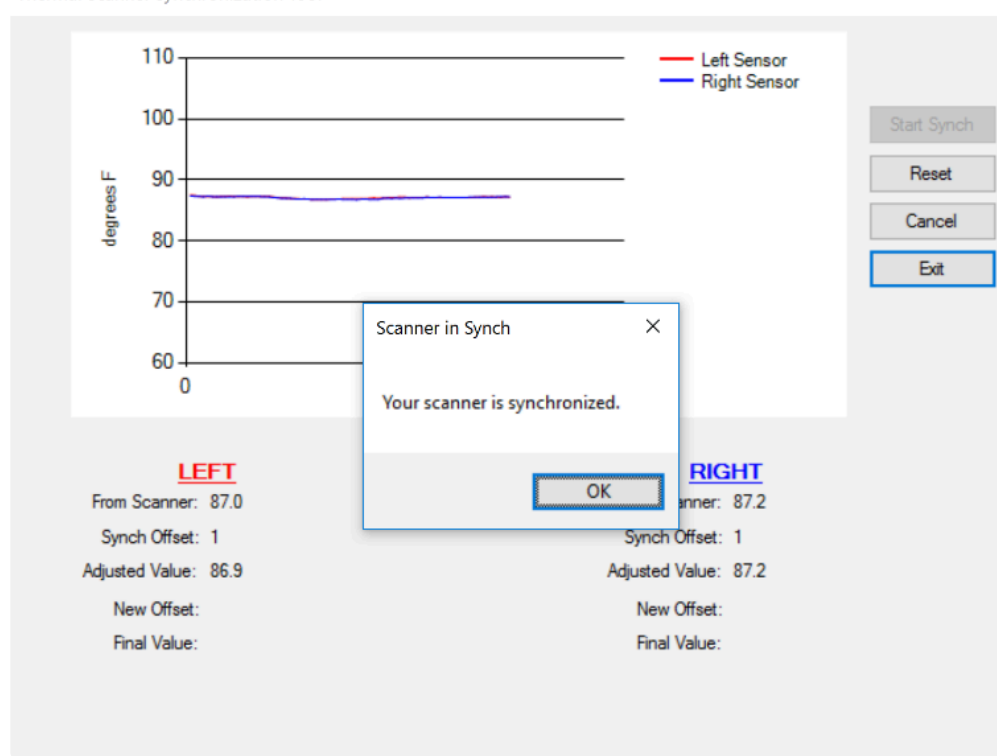 110
100
90
80
70
60
0
degrees F
Left Sensor
Right Sensor
Start Synch
Reset
Cancel
Exit
Scanner in Synch
Your scanner is synchronized.
OK
LEFT
From Scanner: 87.0
Synch Offset: 1
Adjusted Value: 86.9
New Offset:
Final Value:
RIGHT
anner: 87.2
Synch Offset: 1
Adjusted Value: 87.2
New Offset:
Final Value: